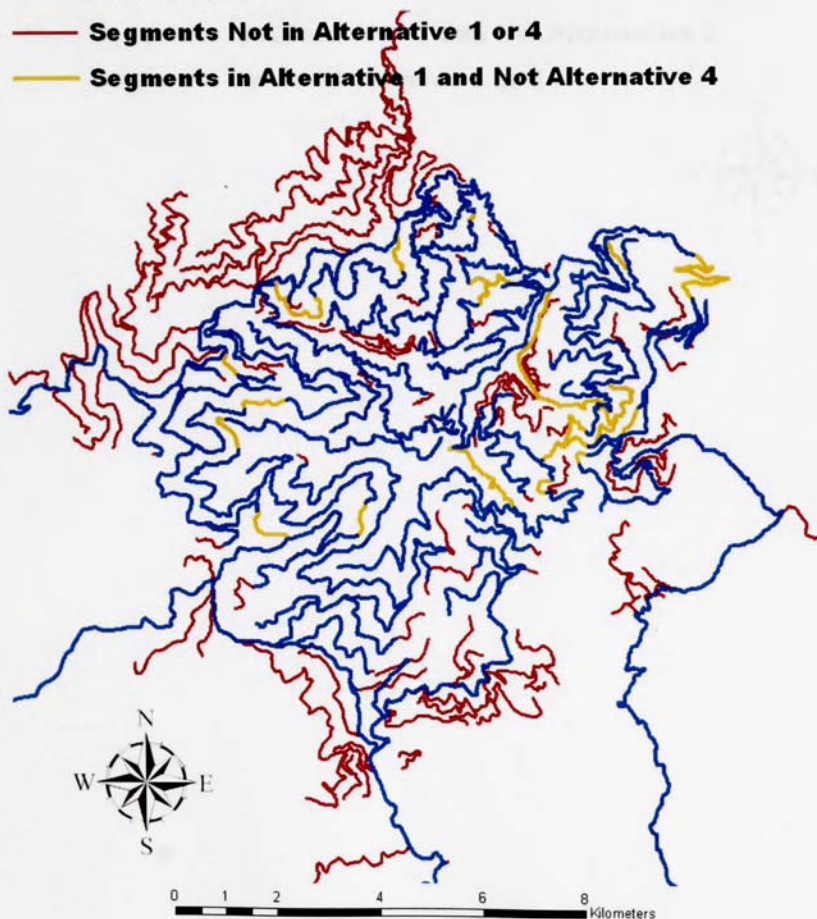 Segments Not in Alternative 1 or 4
Segments in Alternative 1 and Not Alternative 4
N
W
E
S
0 1 2 4 6 8
Kilometers